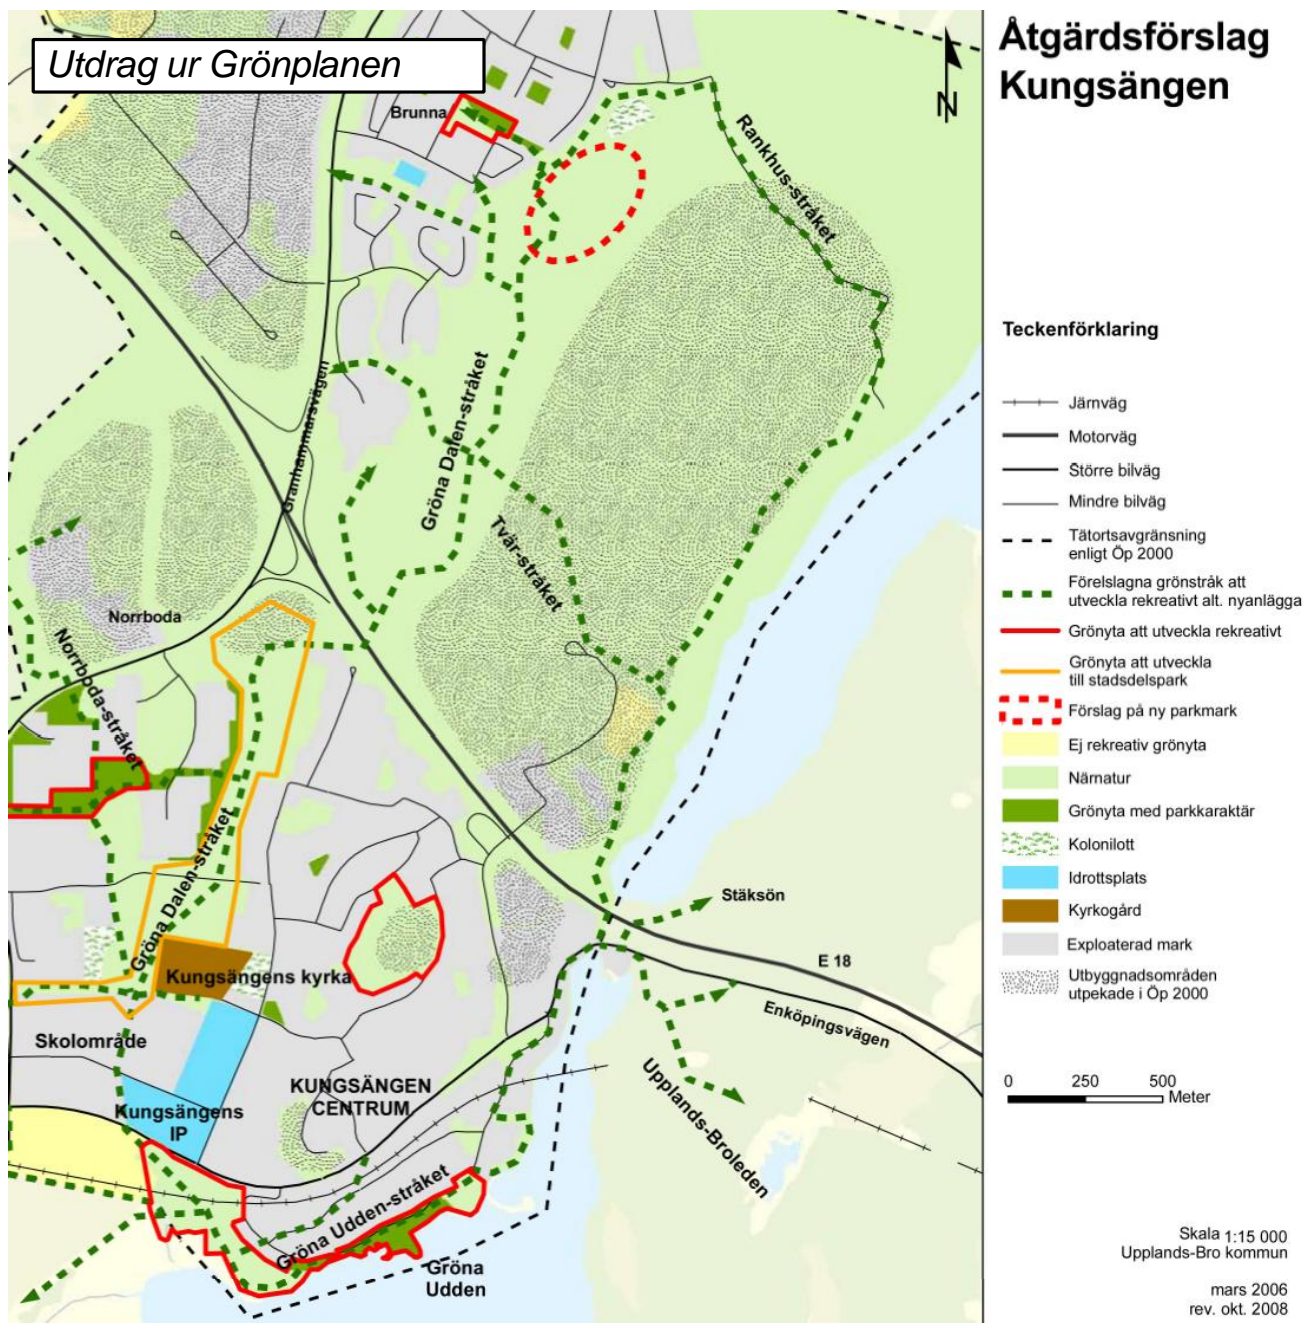 Utdrag ur Grönplanen
Åtgärdsförslag
Kungsängen
N
Brunna
Rankhus-stråket
Granhammarsvägen
Gröna Dalen-stråket
Tvär-stråket
Norrboda
Norrboda-stråket
Gröna Dalen-stråket
Stäksön
E 18
Enköpingsvägen
Kungsängens kyrka
Skolområde
KUNGSÄNGEN
CENTRUM
Kungsängens
IP
Upplands-Broleden
Gröna Udden-stråket
Gröna
Udden
Teckenförklaring
Järnväg
Motorväg
Större bilväg
Mindre bilväg
Tätortsavgränsning
enligt Öp 2000
Förelslagna grönstråk att
utveckla rekreativt alt. nyanlägga
Grönyta att utveckla rekreativt
Grönyta att utveckla
till stadsdelspark
Förslag på ny parkmark
Ej rekreativ grönyta
Närnatur
Grönyta med parkkaraktär
Kolonilott
Idrottsplats
Kyrkogård
Exploaterad mark
Utbyggnadsområden
utpekade i Öp 2000
0 250 500
Meter
Skala 1:15 000
Upplands-Bro kommun
mars 2006
rev. okt. 2008